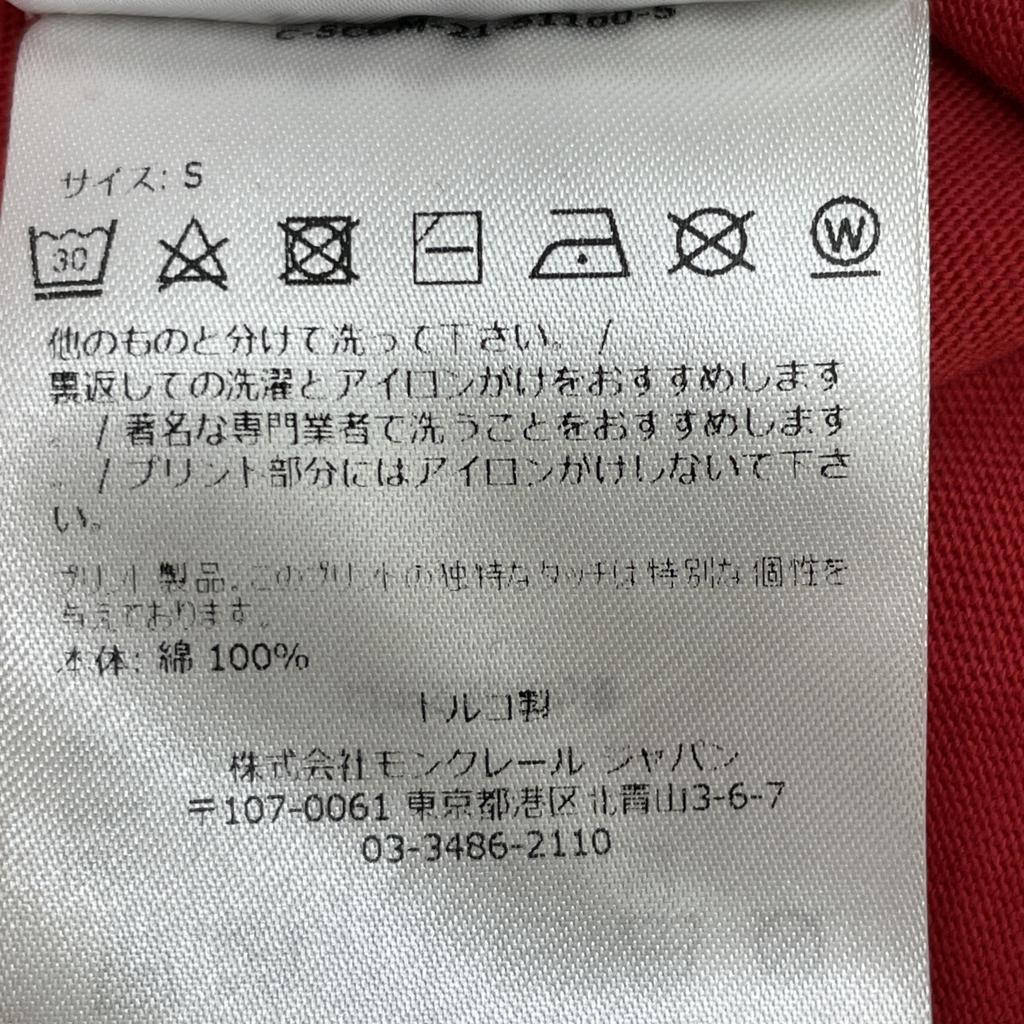 サイズ: S
30
W
他のものと分けて洗って下さい。 /
裏返しての洗濯とアイロンがけをおすすめします
。 / 著名な専門業者で洗うことをおすすめします
。 / プリント部分にはアイロンがけしないで下さ
い。
プリント製品。このプリントの独特なタッチは特別な個性を
与えております。
本体: 綿 100%
トルコ製
株式会社モンクレール ジャパン
〒107-0061 東京都港区北青山3-6-7
03-3486-2110